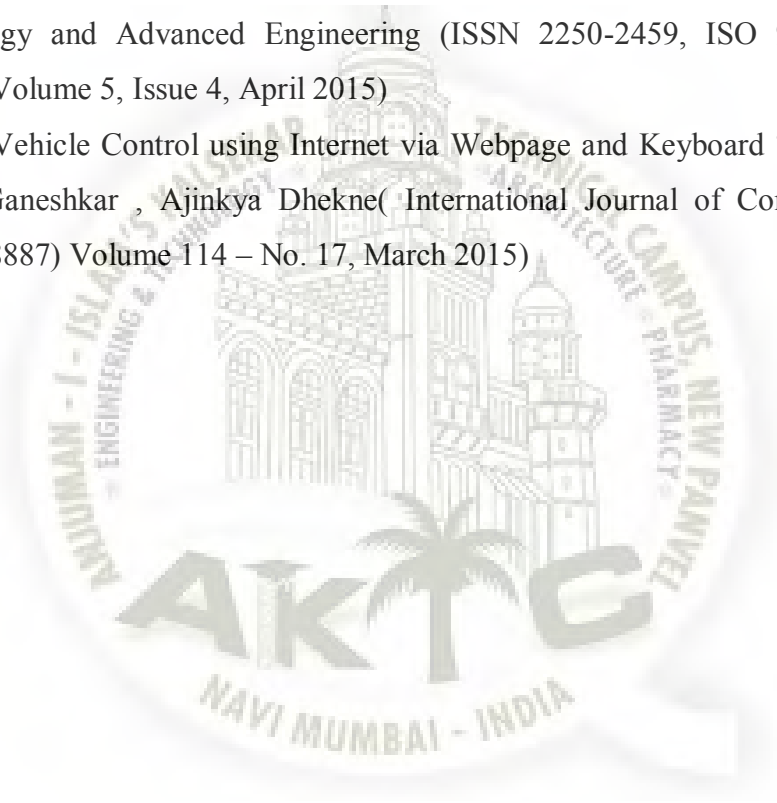 gy and Advanced Engineering (ISSN 2250-2459, ISO
Volume 5, Issue 4, April 2015)
Vehicle Control using Internet via Webpage and Keyboard
Ganeshkar , Ajinkya Dhekne( International Journal of Con
8887) Volume 114 – No. 17, March 2015)
ANJUMAN - I - ISLAM'S KALSEKAR TECHNICAL CAMPUS, NEW PANVEL
ENGINEERING & TECHNOLOGY ARCHITECTURE PHARMACY
AKTC
NAVI MUMBAI - INDIA